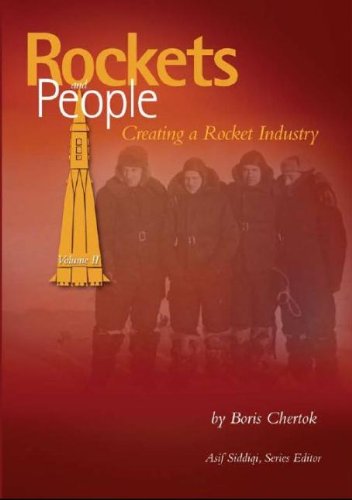 Rockets
and
People
Creating a Rocket Industry
Volume II
by Boris Chertok
Asif Siddiqi, Series Editor